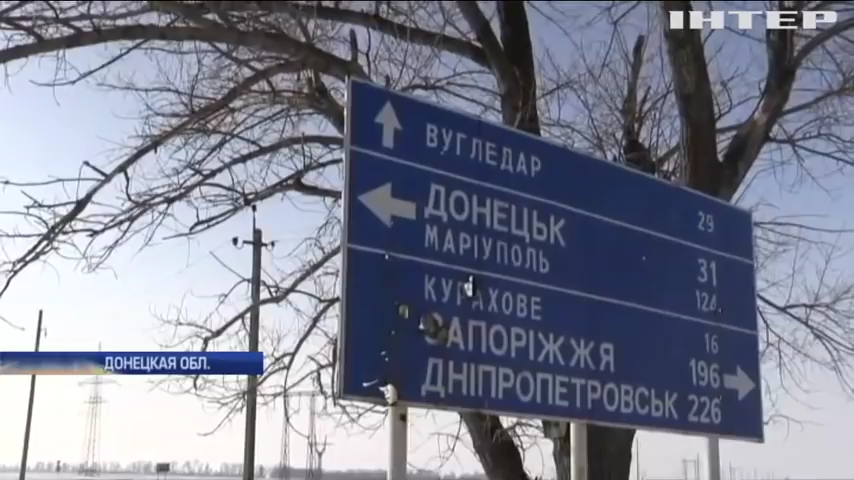 ІНТЕР
ВУГЛЕДАР 29
ДОНЕЦЬК 31
МАРІУПОЛЬ 124
КУРАХОВЕ 16
ЗАПОРІЖЖЯ 196
ДНІПРОПЕТРОВСЬК 226
ДОНЕЦКАЯ ОБЛ.